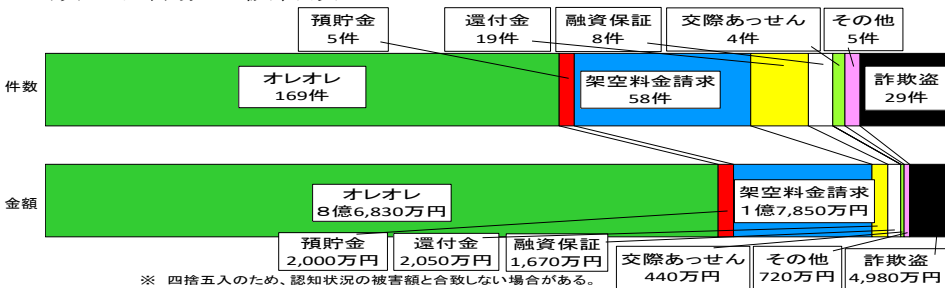 預貯金
5件
還付金
19件
融資保証
8件
交際あっせん
4件
その他
5件
件数
オレオレ
169件
架空料金請求
58件
詐欺盗
29件
金額
オレオレ
8億6,830万円
架空料金請求
1億7,850万円
預貯金
2,000万円
還付金
2,050万円
融資保証
1,670万円
交際あっせん
440万円
その他
720万円
詐欺盗
4,980万円
※ 四捨五入のため、認知状況の被害額と合致しない場合がある。